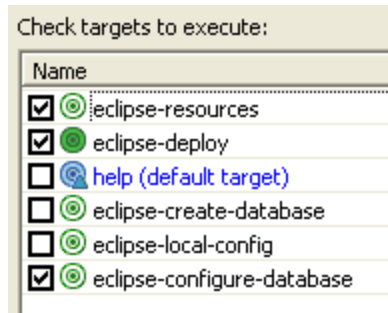 Check targets to execute:
Name
eclipse-resources
eclipse-deploy
help (default target)
eclipse-create-database
eclipse-local-config
eclipse-configure-database